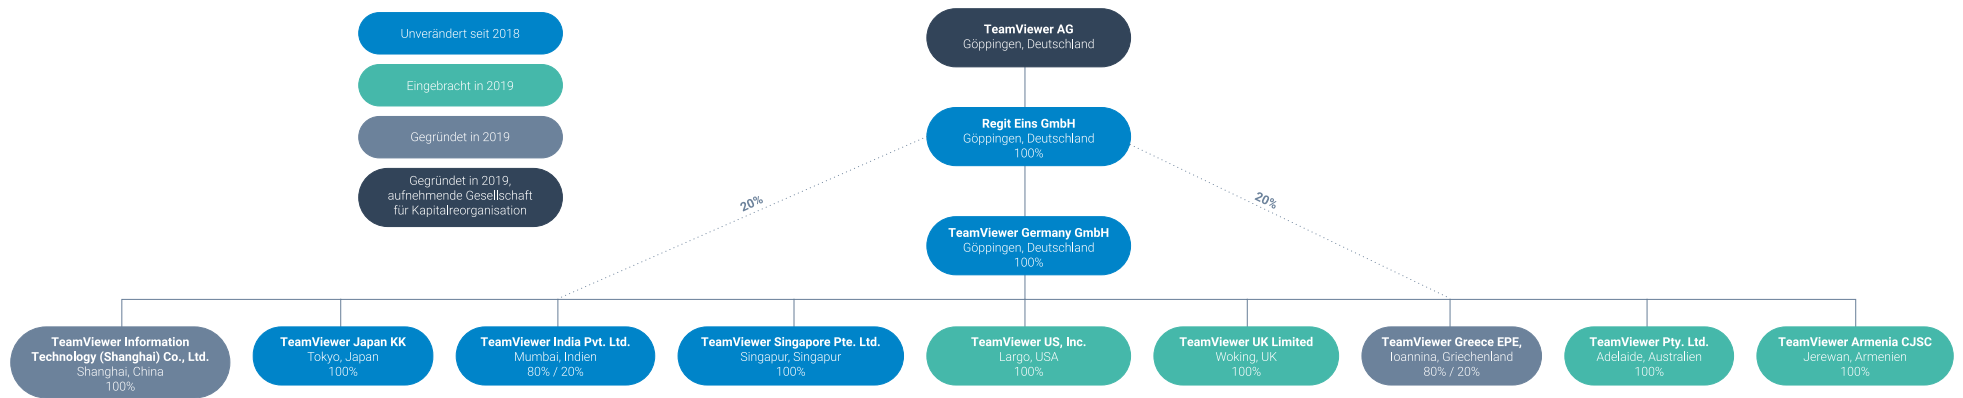 Unverändert seit 2018
Eingebracht in 2019
Gegründet in 2019
Gegründet in 2019,
aufnehmende Gesellschaft
für Kapitalreorganisation
TeamViewer AG
Göppingen, Deutschland
Regit Eins GmbH
Göppingen, Deutschland
100%
20%
20%
TeamViewer Germany GmbH
Göppingen, Deutschland
100%
TeamViewer Information
Technology (Shanghai) Co., Ltd.
Shanghai, China
100%
TeamViewer Japan KK
Tokyo, Japan
100%
TeamViewer India Pvt. Ltd.
Mumbai, Indien
80% / 20%
TeamViewer Singapore Pte. Ltd.
Singapur, Singapur
100%
TeamViewer US, Inc.
Largo, USA
100%
TeamViewer UK Limited
Woking, UK
100%
TeamViewer Greece EPE,
Ioannina, Griechenland
80% / 20%
TeamViewer Pty. Ltd.
Adelaide, Australien
100%
TeamViewer Armenia CJSC
Jerewan, Armenien
100%